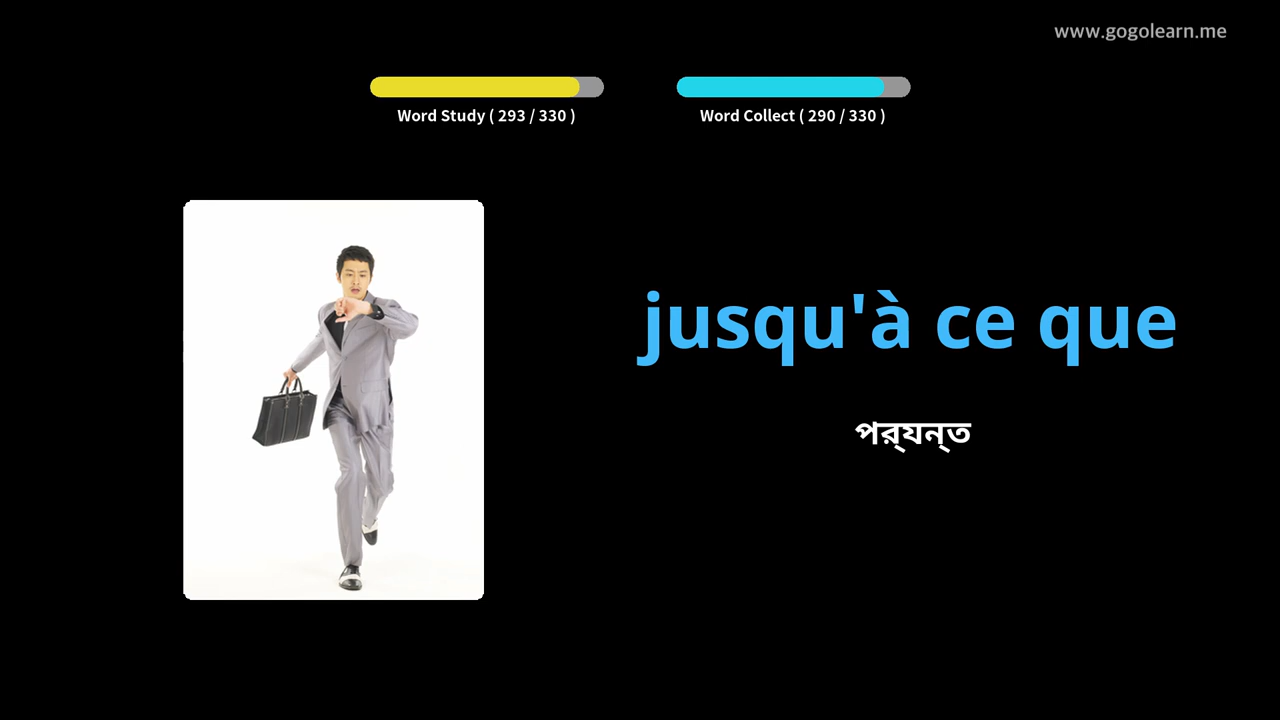 www.gogolearn.me
Word Study ( 293 / 330 )
Word Collect ( 290 / 330 )
jusqu'à ce que
পর্যন্ত